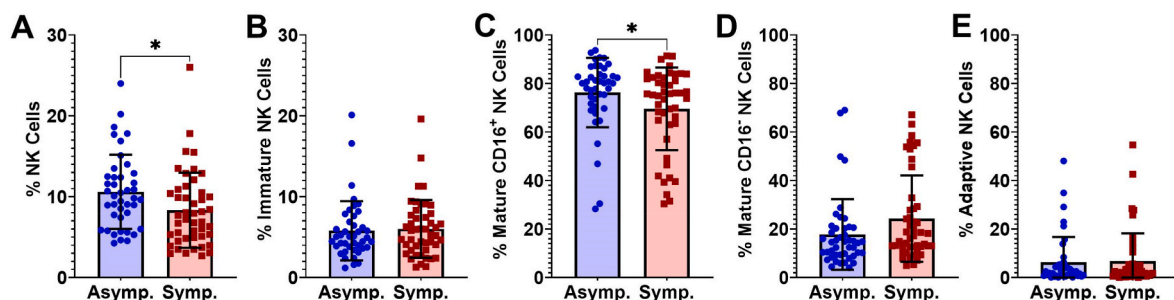 A
% NK Cells
30
20
10
0
*
Asymp. Symp.
B
% Immature NK Cells
30
20
10
0
Asymp. Symp.
C
% Mature CD16⁺ NK Cells
100
80
60
40
20
0
*
Asymp. Symp.
D
% Mature CD16⁻ NK Cells
100
80
60
40
20
0
Asymp. Symp.
E
% Adaptive NK Cells
100
80
60
40
20
0
Asymp. Symp.